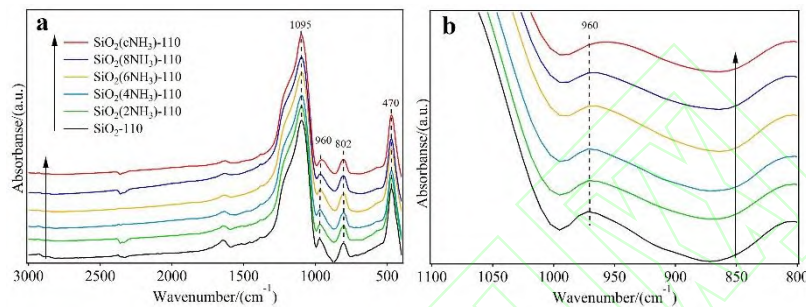 a
1095
SiO₂(cNH₃)-110
SiO₂(8NH₃)-110
SiO₂(6NH₃)-110
SiO₂(4NH₃)-110
SiO₂(2NH₃)-110
SiO₂-110
960
802
470
Absorbanse/(a.u.)
3000
2500
2000
1500
1000
500
Wavenumber/(cm⁻¹)
b
960
Absorbanse/(a.u.)
1100
1050
1000
950
900
850
800
Wavenumber/(cm⁻¹)